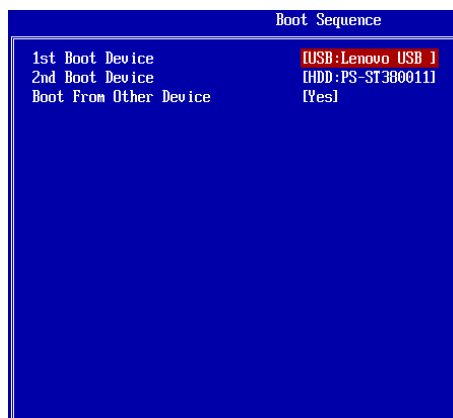 Boot Sequence
1st Boot Device [USB:Lenovo USB ]
2nd Boot Device [HDD:PS-ST380011]
Boot From Other Device [Yes]